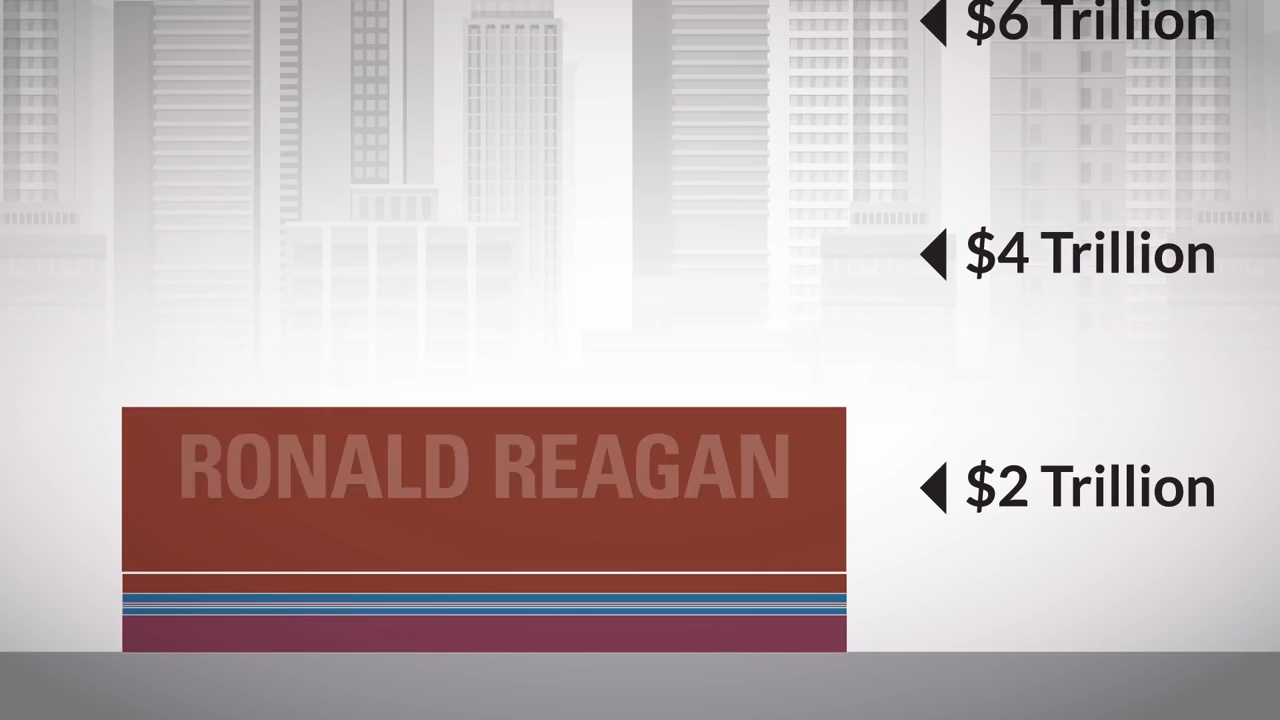 $6 Trillion
$4 Trillion
RONALD REAGAN
$2 Trillion